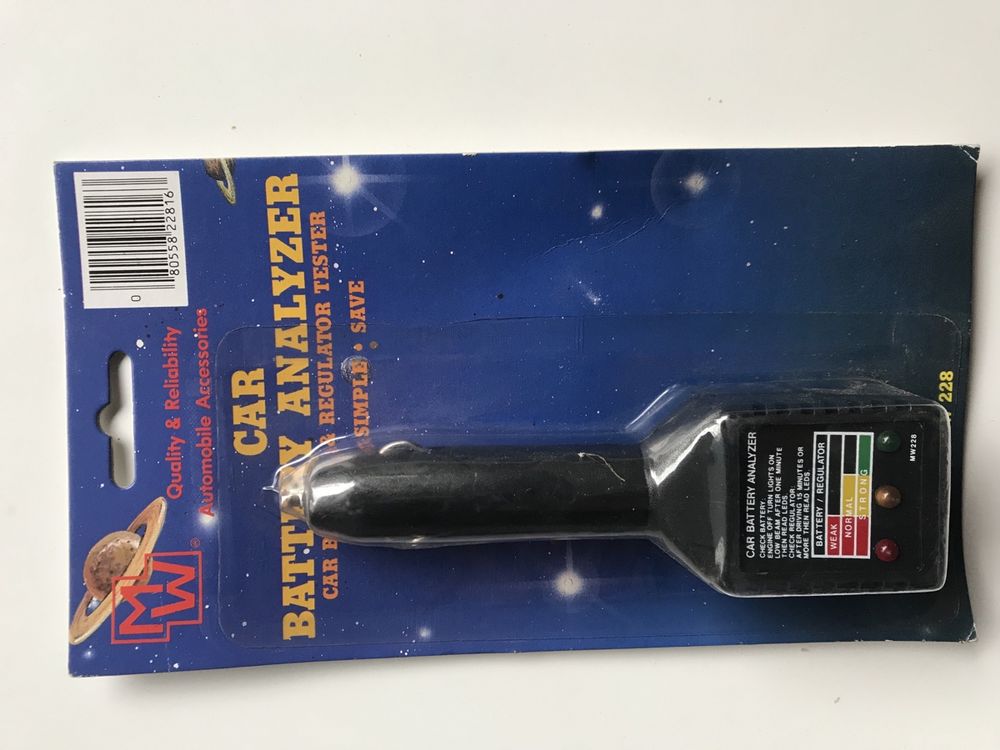 0 80558 22816
Quality & Reliability
Automobile Accessories
MW®
CAR
BATTERY ANALYZER
CAR B & REGULATOR TESTER
SIMPLE • SAVE
CAR BATTERY ANALYZER
CHECK BATTERY:
ENGINE OFF TURN LIGHTS ON
LOW BEAM AFTER ONE MINUTE
THEN READ LEDS.
CHECK REGULATOR:
AFTER DRIVING 15 MINUTES OR
MORE THEN READ LEDS.
BATTERY / REGULATOR
WEAK
NORMAL
STRONG
MW228
228